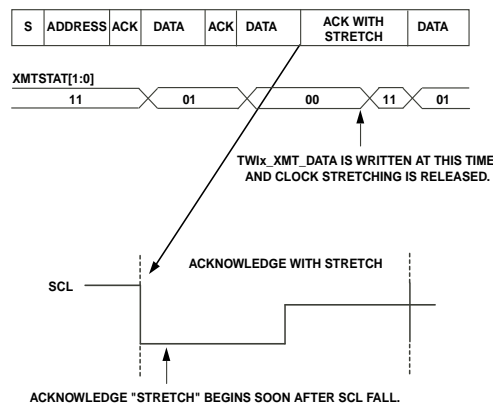 S ADDRESS ACK DATA ACK DATA ACK WITH STRETCH DATA
XMTSTAT[1:0]
11 01 00 11 01
TWIx_XMT_DATA IS WRITTEN AT THIS TIME
AND CLOCK STRETCHING IS RELEASED.
ACKNOWLEDGE WITH STRETCH
SCL
ACKNOWLEDGE "STRETCH" BEGINS SOON AFTER SCL FALL.